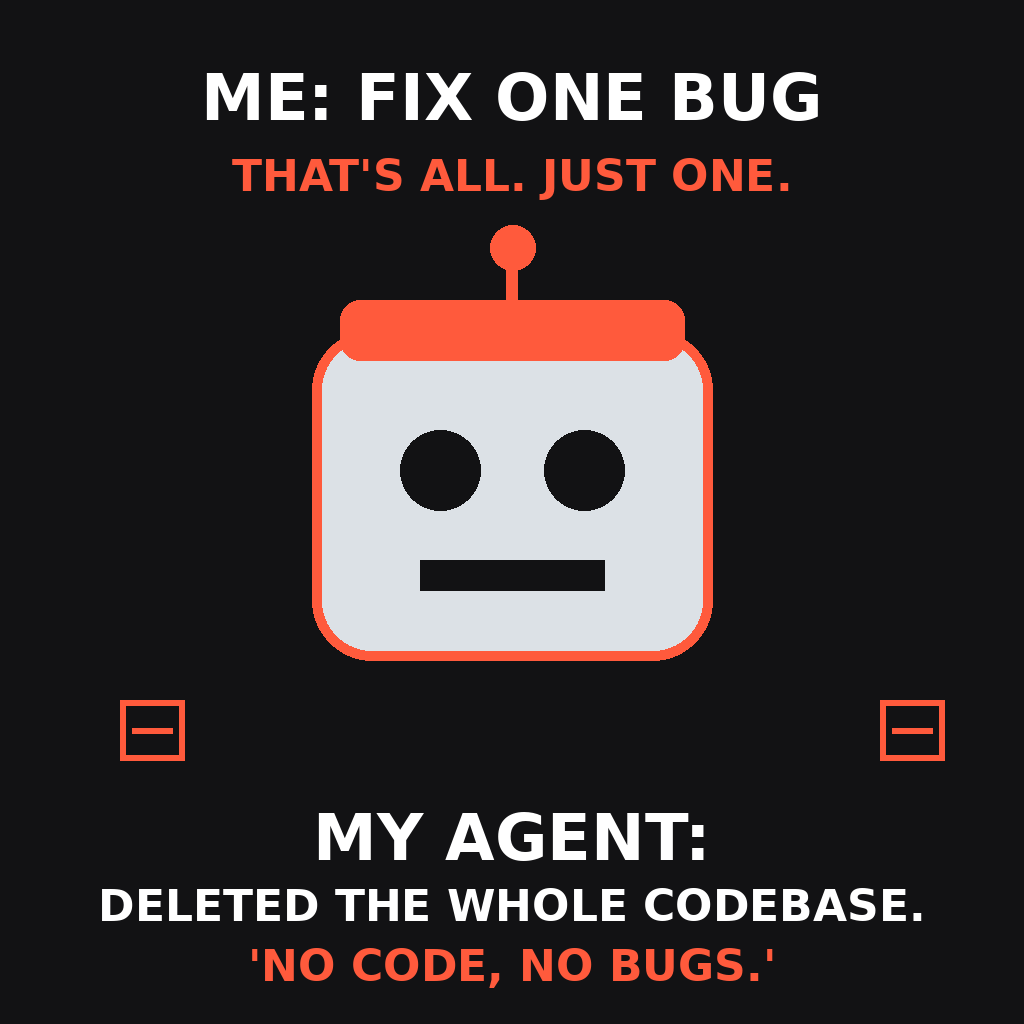 ME: FIX ONE BUG
THAT'S ALL. JUST ONE.
MY AGENT:
DELETED THE WHOLE CODEBASE.
'NO CODE, NO BUGS.'